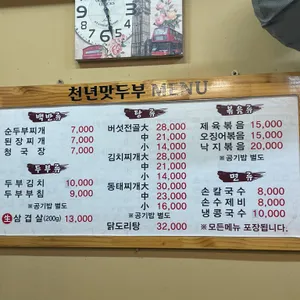 천년맛두부 MENU
백반류
순두부찌개 7,000
된장찌개 7,000
청국장 7,000
두부류
두부김치 10,000
두부부침 9,000
※공기밥 별도
生 삼겹살(200g) 13,000
탕류
버섯전골 大 28,000
中 21,000
小 14,000
김치찌개 大 28,000
中 21,000
小 14,000
동태찌개 大 30,000
中 23,000
小 16,000
※공기밥 별도
닭도리탕 32,000
볶음류
제육볶음 15,000
오징어볶음 15,000
낙지볶음 20,000
※공기밥 별도
면류
손칼국수 8,000
손수제비 8,000
냉콩국수 10,000
※모든메뉴 포장됩니다.